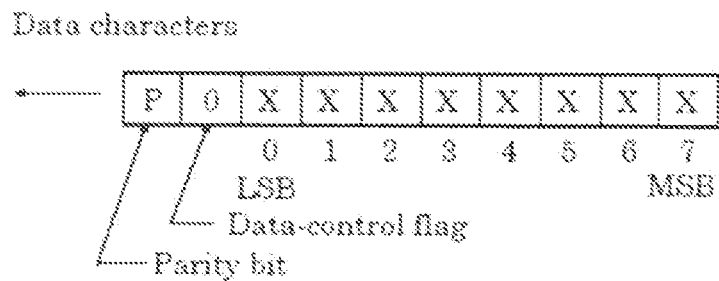 Data characters
P 0 X X X X X X X X
0 1 2 3 4 5 6 7
LSB MSB
Data-control flag
Parity bit